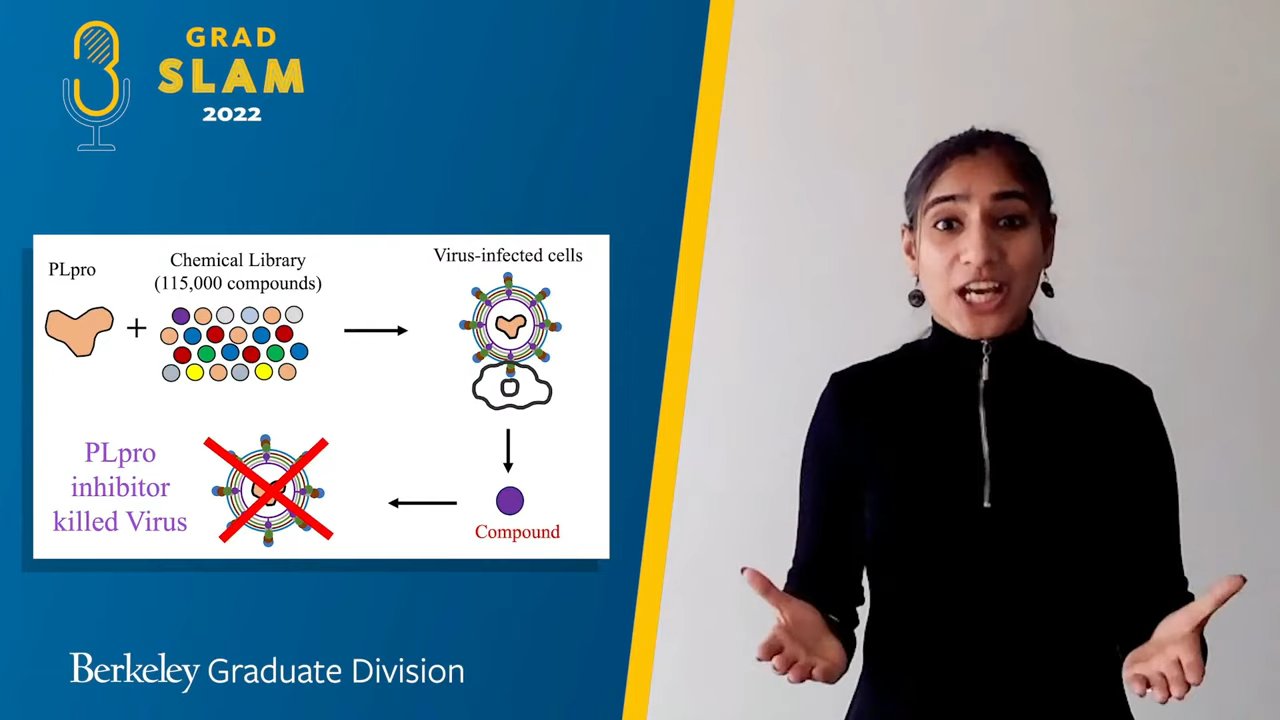 GRAD
SLAM
2022
PLpro
Chemical Library
(115,000 compounds)
Virus-infected cells
PLpro
inhibitor
killed Virus
Compound
Berkeley Graduate Division